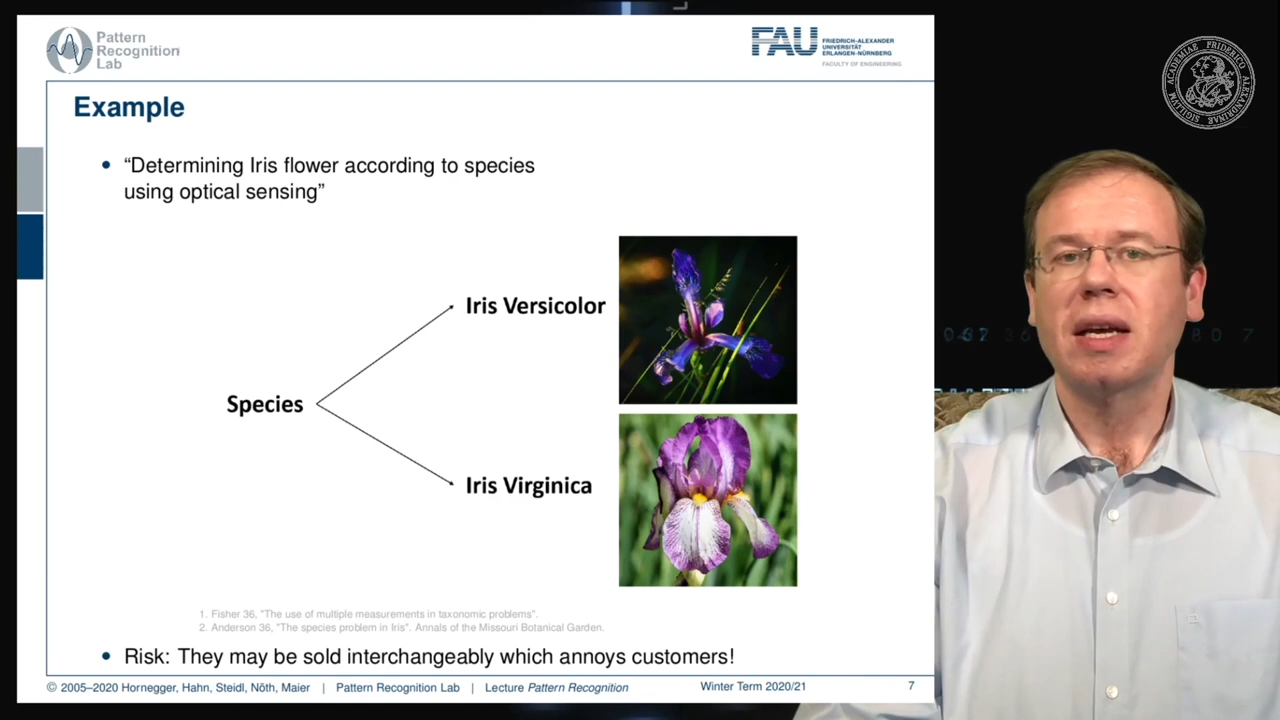 Pattern
Recognition
Lab
FAU
FRIEDRICH-ALEXANDER
UNIVERSITÄT
ERLANGEN-NÜRNBERG
FACULTY OF ENGINEERING
Example
• “Determining Iris flower according to species
using optical sensing”
Iris Versicolor
Species
Iris Virginica
1. Fisher 36, "The use of multiple measurements in taxonomic problems".
2. Anderson 36, "The species problem in Iris". Annals of the Missouri Botanical Garden.
• Risk: They may be sold interchangeably which annoys customers!
© 2005–2020 Hornegger, Hahn, Steidl, Nöth, Maier | Pattern Recognition Lab | Lecture Pattern Recognition Winter Term 2020/21 7